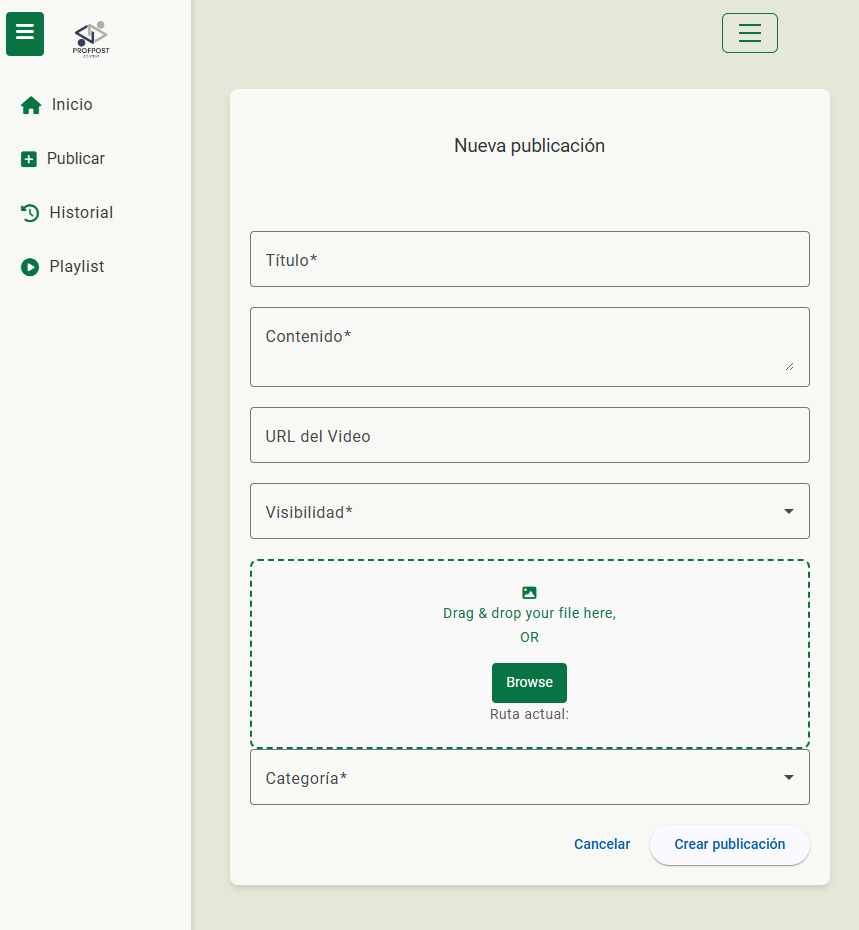 PROFPOST
CONTENT
Inicio
Publicar
Historial
Playlist
Nueva publicación
Título*
Contenido*
URL del Video
Visibilidad*
Drag & drop your file here,
OR
Browse
Ruta actual:
Categoría*
Cancelar
Crear publicación